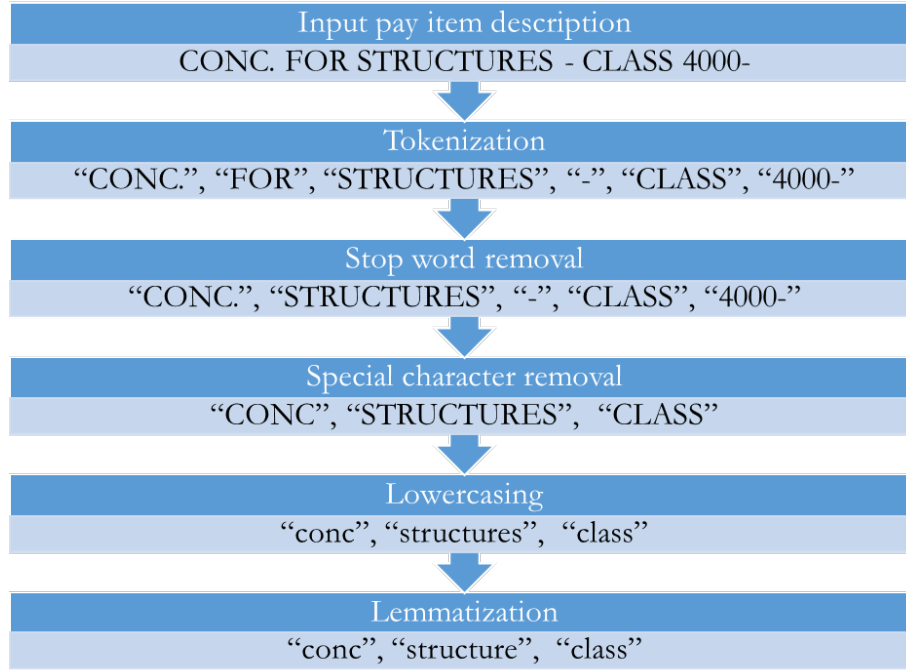 Input pay item description
CONC. FOR STRUCTURES - CLASS 4000-
Tokenization
“CONC.”, “FOR”, “STRUCTURES”, “-”, “CLASS”, “4000-”
Stop word removal
“CONC.”, “STRUCTURES”, “-”, “CLASS”, “4000-”
Special character removal
“CONC”, “STRUCTURES”, “CLASS”
Lowercasing
“conc”, “structures”, “class”
Lemmatization
“conc”, “structure”, “class”